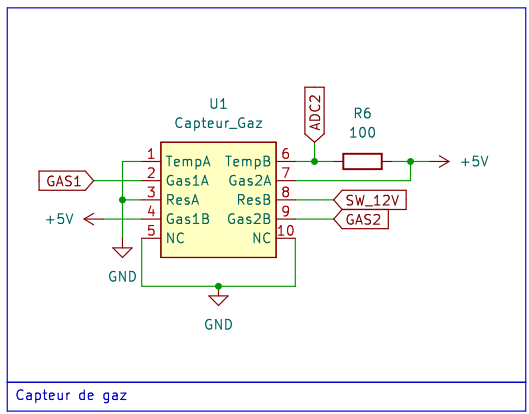 ADC2
U1
Capteur_Gaz
R6
100
1 TempA TempB 6
+5V
GAS1 2 Gas1A Gas2A 7
3 ResA ResB 8 SW_12V
+5V 4 Gas1B Gas2B 9 GAS2
5 NC NC 10
GND
GND
Capteur de gaz